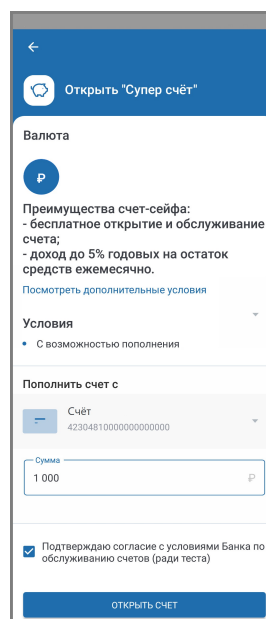 Открыть "Супер счёт"
Валюта
₽
Преимущества счет-сейфа:
- бесплатное открытие и обслуживание
счета;
- доход до 5% годовых на остаток
средств ежемесячно.
Посмотреть дополнительные условия
Условия
• С возможностью пополнения
Пополнить счет с
Счёт
42304810000000000000
Сумма
1 000 ₽
Подтверждаю согласие с условиями Банка по
обслуживанию счетов (ради теста)
ОТКРЫТЬ СЧЕТ